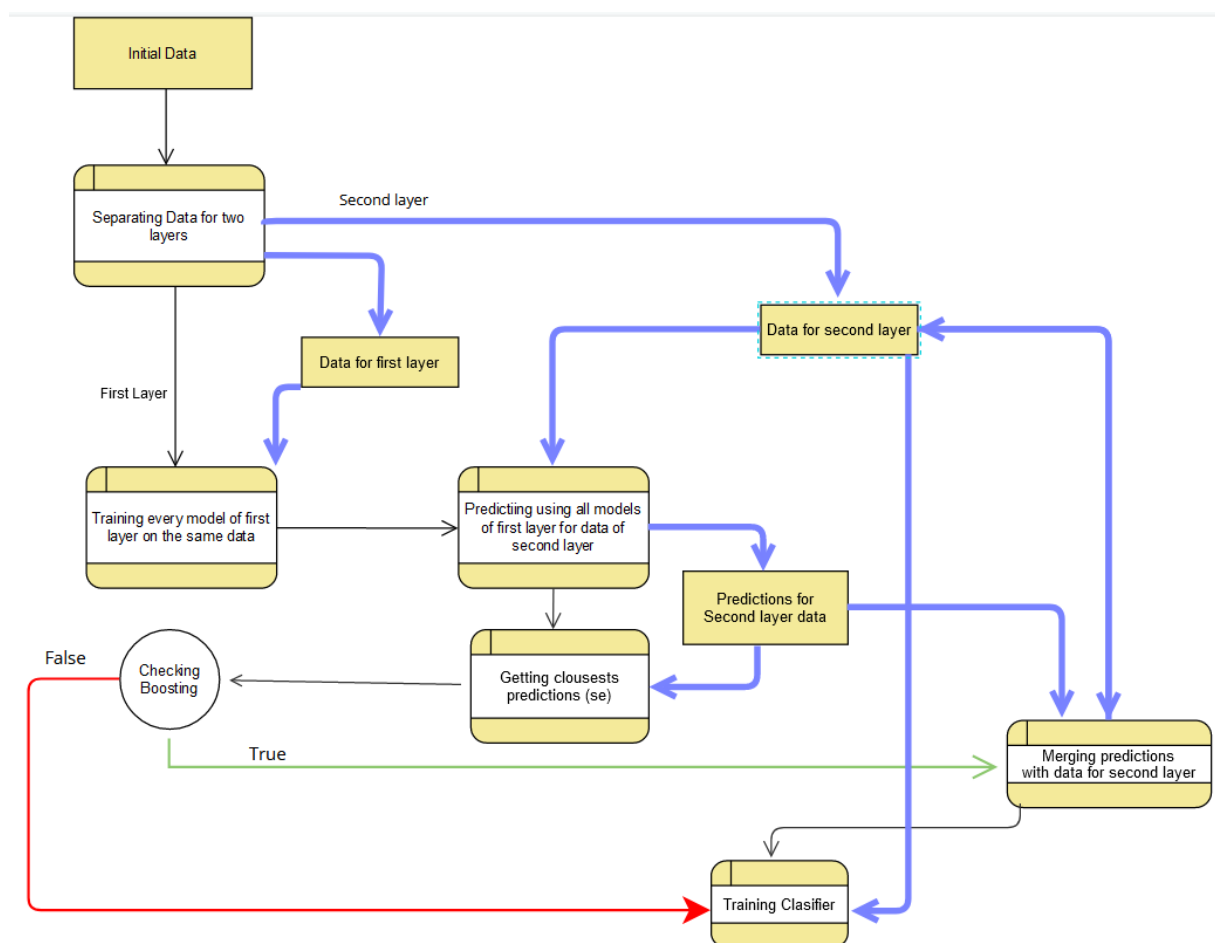 Initial Data
Separating Data for two
layers
Second layer
Data for second layer
Data for first layer
First Layer
Training every model of first
layer on the same data
Predictiing using all models
of first layer for data of
second layer
Predictions for
Second layer data
Getting clousests
predictions (se)
False
Checking
Boosting
True
Merging predictions
with data for second layer
Training Clasifier